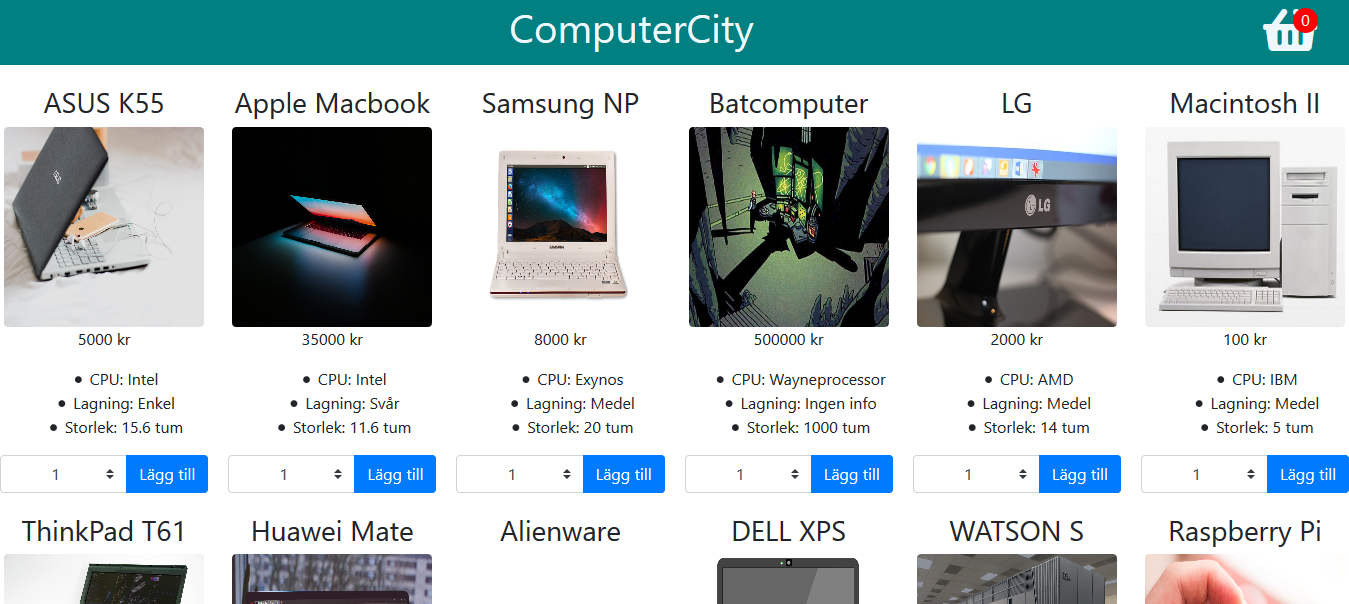 ComputerCity
0
ASUS K55
Apple Macbook
Samsung NP
Batcomputer
LG
Macintosh II
LG
5000 kr
35000 kr
8000 kr
500000 kr
2000 kr
100 kr
CPU: Intel
Lagning: Enkel
Storlek: 15.6 tum
CPU: Intel
Lagning: Svår
Storlek: 11.6 tum
CPU: Exynos
Lagning: Medel
Storlek: 20 tum
CPU: Wayneprocessor
Lagning: Ingen info
Storlek: 1000 tum
CPU: AMD
Lagning: Medel
Storlek: 14 tum
CPU: IBM
Lagning: Medel
Storlek: 5 tum
1 Lägg till
1 Lägg till
1 Lägg till
1 Lägg till
1 Lägg till
1 Lägg till
ThinkPad T61
Huawei Mate
Alienware
DELL XPS
WATSON S
Raspberry Pi